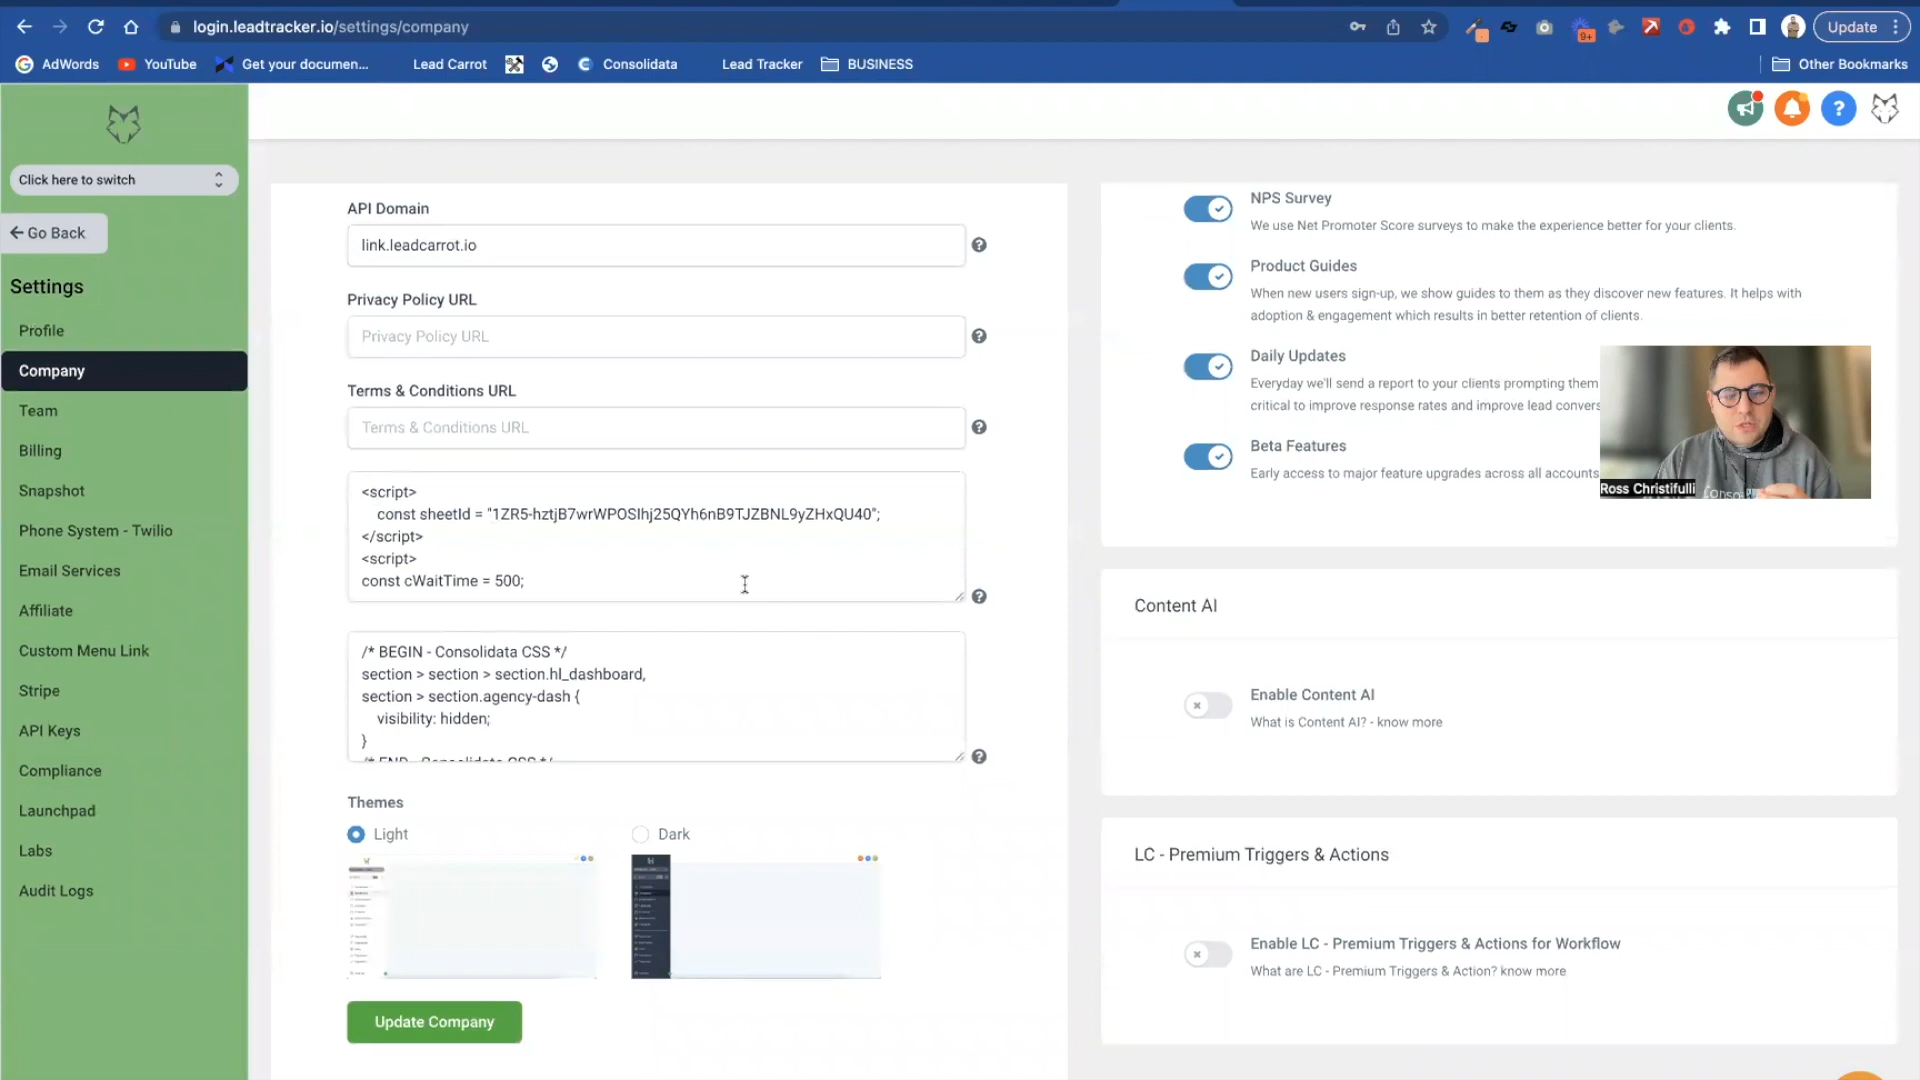 login.leadtracker.io/settings/company
9+
Update
AdWords
YouTube
Get your documen...
Lead Carrot
Consolidata
Lead Tracker
BUSINESS
Other Bookmarks
Click here to switch
Go Back
Settings
Profile
Company
Team
Billing
Snapshot
Phone System - Twilio
Email Services
Affiliate
Custom Menu Link
Stripe
API Keys
Compliance
Launchpad
Labs
Audit Logs
API Domain
link.leadcarrot.io
Privacy Policy URL
Privacy Policy URL
Terms & Conditions URL
Terms & Conditions URL
<script>
const sheetId = "1ZR5-hztjB7wrWPOSIhj25QYh6nB9TJZBNL9yZHxQU40";
</script>
<script>
const cWaitTime = 500;
/* BEGIN - Consolidata CSS */
section > section > section.hl_dashboard,
section > section.agency-dash {
visibility: hidden;
}
/* END - Consolidata CSS */
Themes
Light
Dark
Update Company
NPS Survey
We use Net Promoter Score surveys to make the experience better for your clients.
Product Guides
When new users sign-up, we show guides to them as they discover new features. It helps with
adoption & engagement which results in better retention of clients.
Daily Updates
Everyday we'll send a report to your clients prompting them
critical to improve response rates and improve lead convers
Beta Features
Early access to major feature upgrades across all accounts
Ross Christifulli
Content AI
Enable Content AI
What is Content AI? - know more
LC - Premium Triggers & Actions
Enable LC - Premium Triggers & Actions for Workflow
What are LC - Premium Triggers & Action? know more